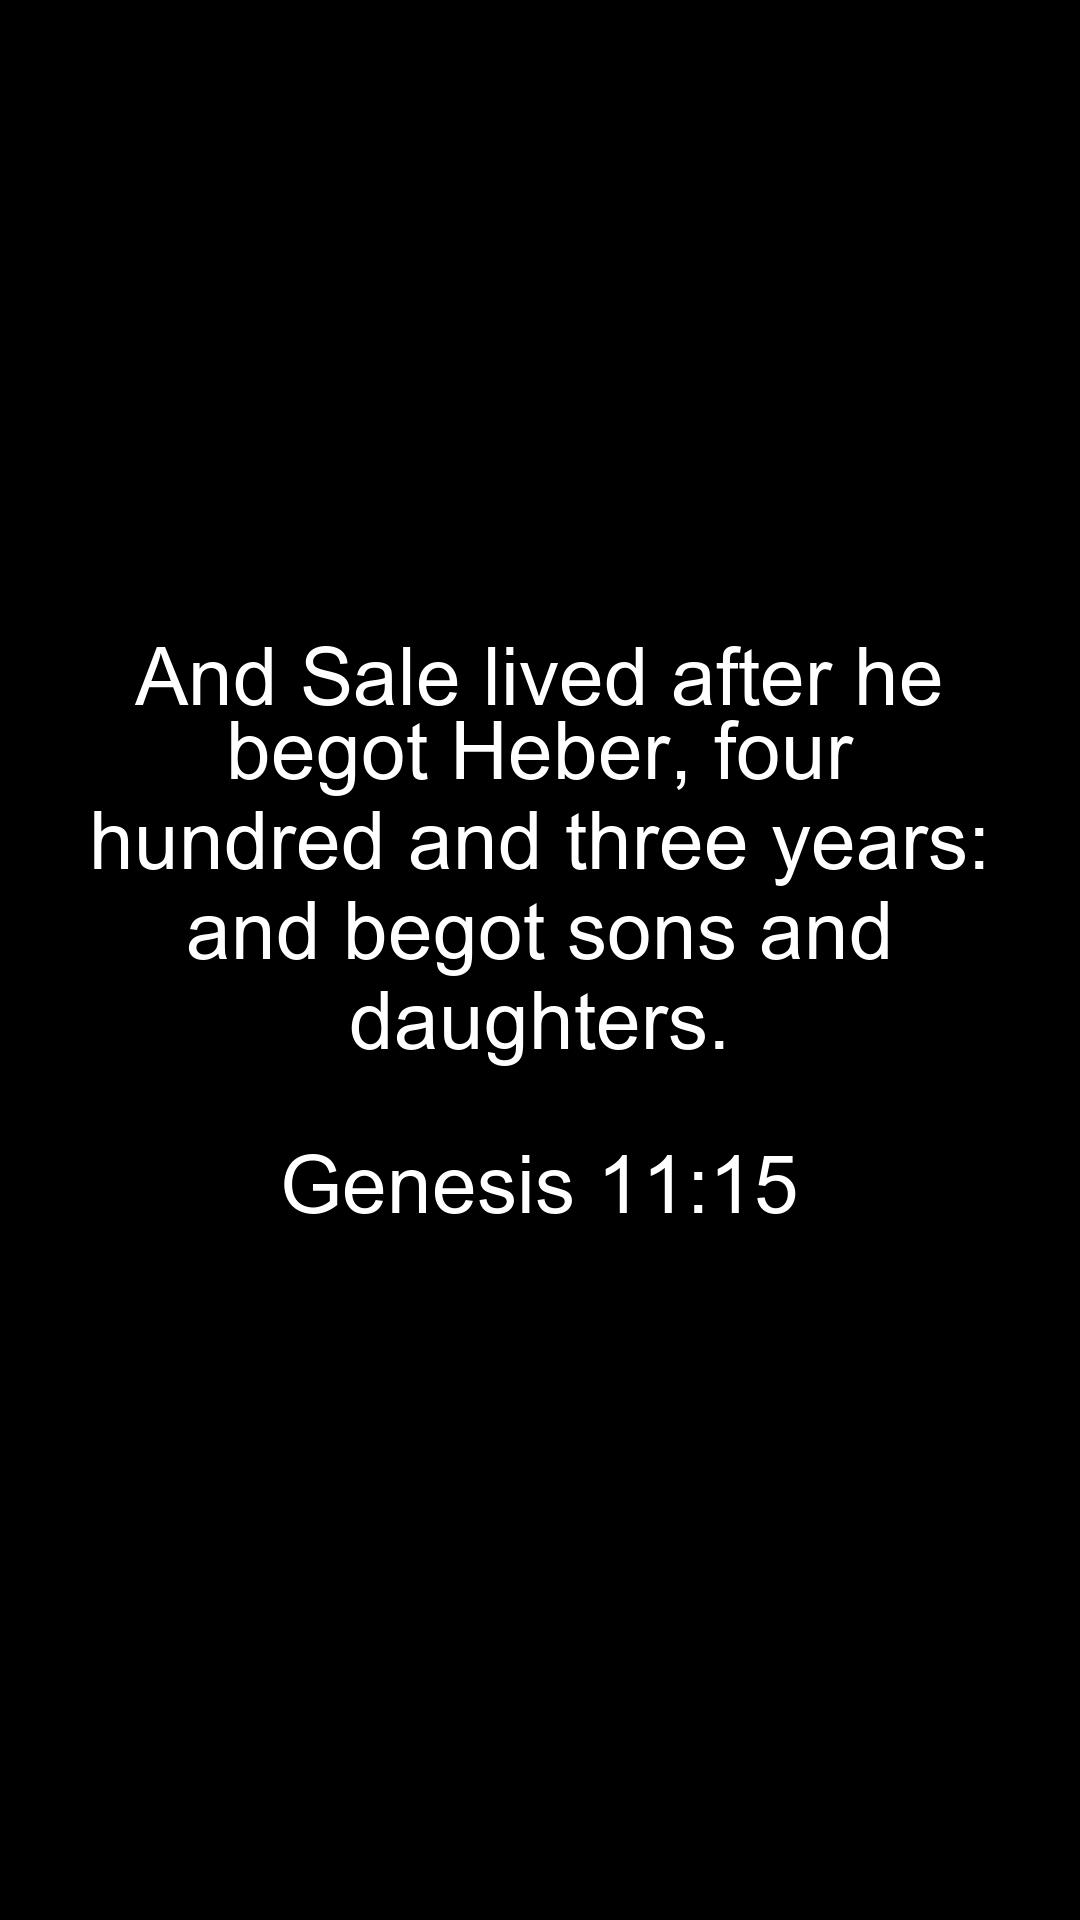 And Sale lived after he
begot Heber, four
hundred and three years:
and begot sons and
daughters.
Genesis 11:15